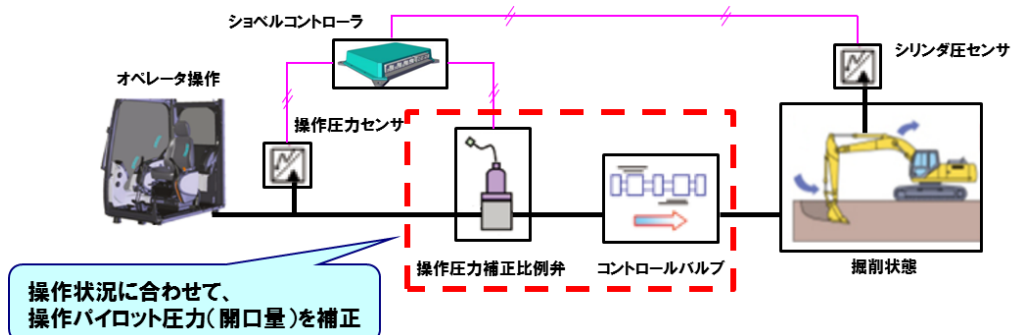 ショベルコントローラ
シリンダ圧センサ
オペレータ操作
操作圧力センサ
操作圧力補正比例弁
コントロールバルブ
掘削状態
操作状況に合わせて、
操作パイロット圧力(開口量)を補正